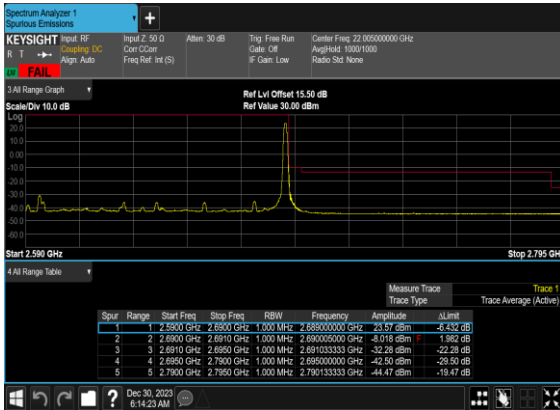 Spectrum Analyzer 1
Spurious Emissions
+
KEYSIGHT Input: RF Input Z: 50 Ω Atten: 30 dB Trig: Free Run Center Freq: 22.005000000 GHz
R T Coupling: DC Corr CCorr Gate: Off Avg|Hold: 1000/1000
Align: Auto Freq Ref: Int (S) IF Gain: Low Radio Std: None
FAIL
3 All Range Graph
Ref Lvl Offset 15.50 dB
Scale/Div 10.0 dB Ref Value 30.00 dBm
Log
20.0
10.0
0.00
-10.0
-20.0
-30.0
-40.0
-50.0
-60.0
Start 2.590 GHz Stop 2.795 GH
4 All Range Table
Measure Trace Trace 1
Trace Type Trace Average (Active)
Spur Range Start Freq Stop Freq RBW Frequency Amplitude ΔLimit
1 1 2.5900 GHz 2.6900 GHz 1.000 MHz 2.689000000 GHz 23.57 dBm -6.432 dB
2 2 2.6900 GHz 2.6910 GHz 1.000 MHz 2.690005000 GHz -8.018 dBm F 1.982 dB
3 3 2.6910 GHz 2.6950 GHz 1.000 MHz 2.691033333 GHz -32.28 dBm -22.28 dB
4 4 2.6950 GHz 2.7900 GHz 1.000 MHz 2.695000000 GHz -42.50 dBm -29.50 dB
5 5 2.7900 GHz 2.7950 GHz 1.000 MHz 2.790133333 GHz -44.47 dBm -19.47 dB
?
Dec 30, 2023
6:14:23 AM